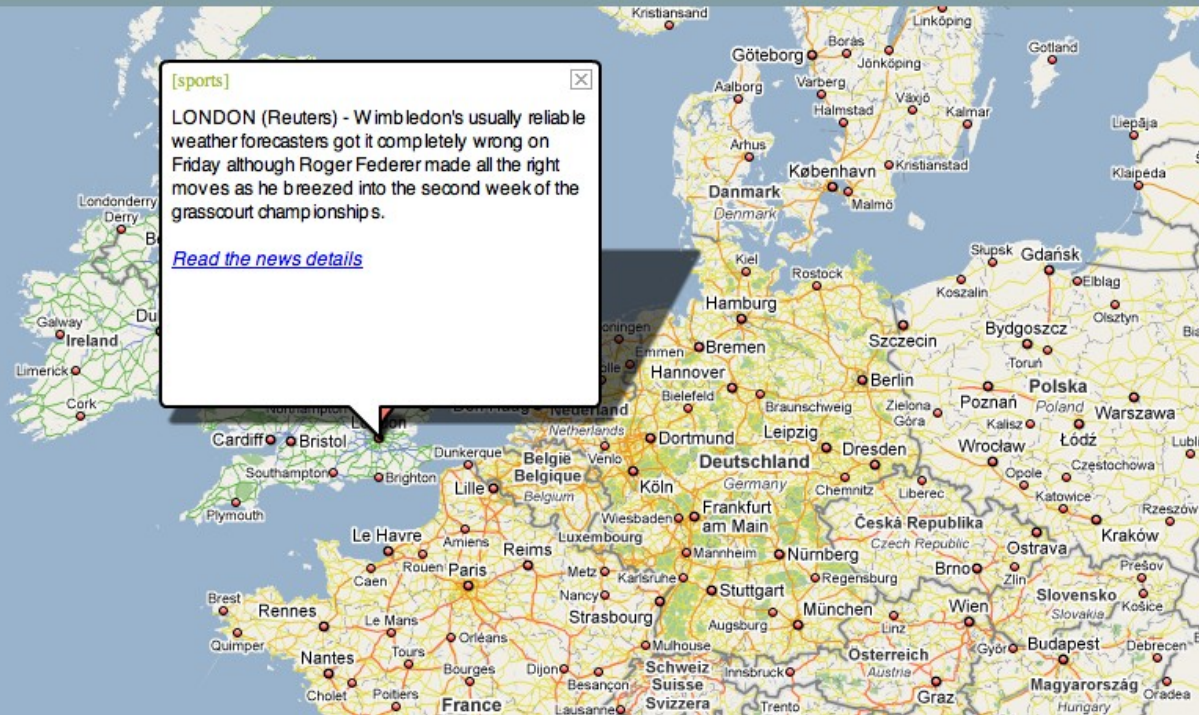 Kristiansand
Linköping
Göteborg
Borås
Jönköping
Gotland
Aalborg
Varberg
Halmstad
Växjö
Kalmar
Liepāja
[sports]
LONDON (Reuters) - Wimbledon's usually reliable
weather forecasters got it completely wrong on
Friday although Roger Federer made all the right
moves as he breezed into the second week of the
grasscourt championships.
Read the news details
Århus
København
Kristianstad
Klaipeda
Danmark
Denmark
Malmö
Londonderry
Derry
Kiel
Rostock
Słupsk
Gdańsk
Koszalin
Elbląg
Olsztyn
Hamburg
Szczecin
Bydgoszcz
Toruń
Galway
Ireland
Limerick
Cork
Emmen
Bremen
Hannover
Bielefeld
Braunschweig
Berlin
Zielona
Góra
Poznań
Polska
Poland
Warszawa
Kalisz
Łódź
Nederland
Netherlands
Cardiff
Bristol
Southampton
Brighton
Plymouth
Dunkerque
België
Belgique
Belgium
Venlo
Lille
Dortmund
Köln
Leipzig
Dresden
Deutschland
Germany
Chemnitz
Liberec
Wrocław
Opole
Częstochowa
Katowice
Kraków
Rzeszów
Wiesbaden
Frankfurt
am Main
Luxembourg
Česká Republika
Czech Republic
Ostrava
Le Havre
Amiens
Reims
Rouen
Paris
Caen
Metz
Nancy
Karlsruhe
Mannheim
Nürnberg
Regensburg
Brno
Zlin
Prešov
Slovensko
Slovakia
Košice
Strasbourg
Stuttgart
Augsburg
München
Linz
Wien
Brest
Quimper
Rennes
Le Mans
Orléans
Nantes
Tours
Cholet
Poitiers
Bourges
Dijon
Besançon
France
Mulhouse
Schweiz
Suisse
Svizzera
Lausanne
Innsbruck
Trento
Österreich
Austria
Graz
Győr
Budapest
Debrecen
Magyarország
Hungary
Oradea